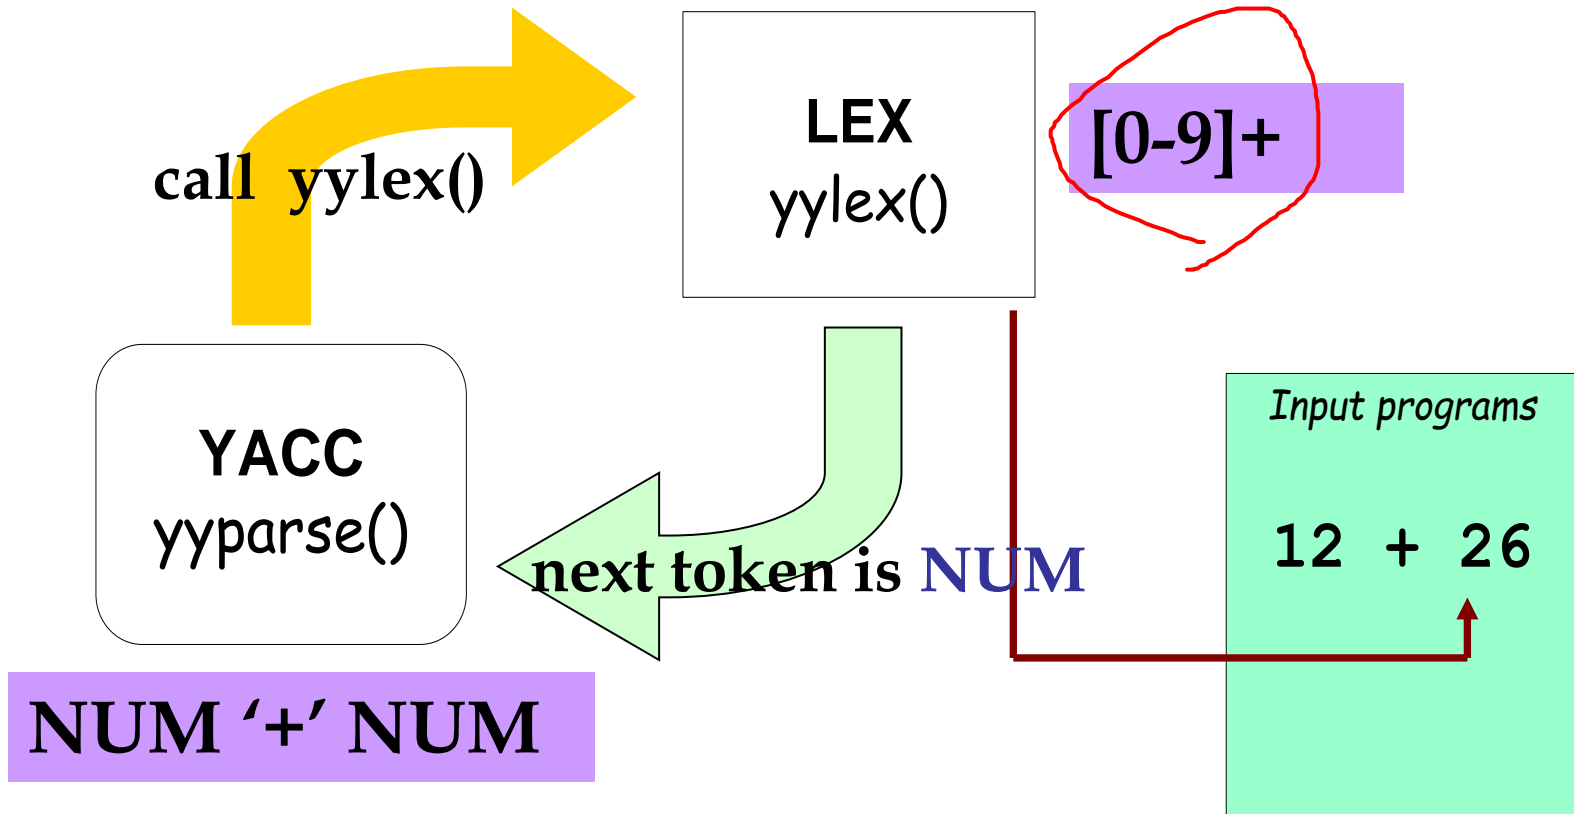 LEX
yylex()
[0-9]+
call yylex()
Input programs
YACC
yyparse()
12 + 26
next token is NUM
NUM ‘+’ NUM